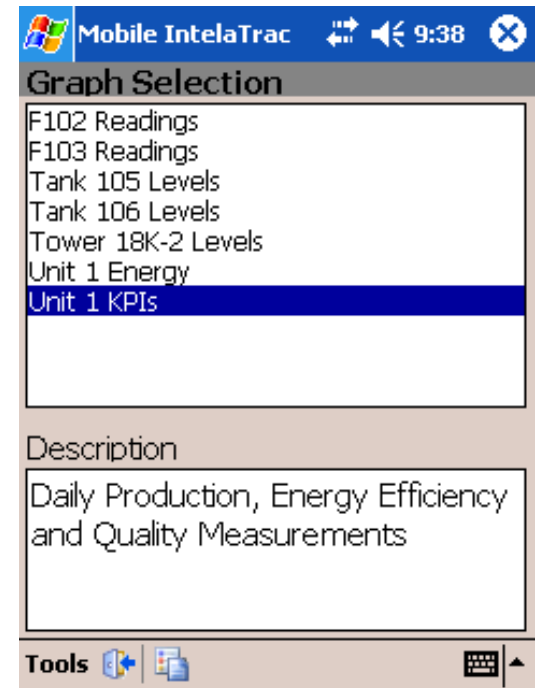 Mobile IntelaTrac 9:38
Graph Selection
F102 Readings
F103 Readings
Tank 105 Levels
Tank 106 Levels
Tower 18K-2 Levels
Unit 1 Energy
Unit 1 KPIs
Description
Daily Production, Energy Efficiency
and Quality Measurements
Tools